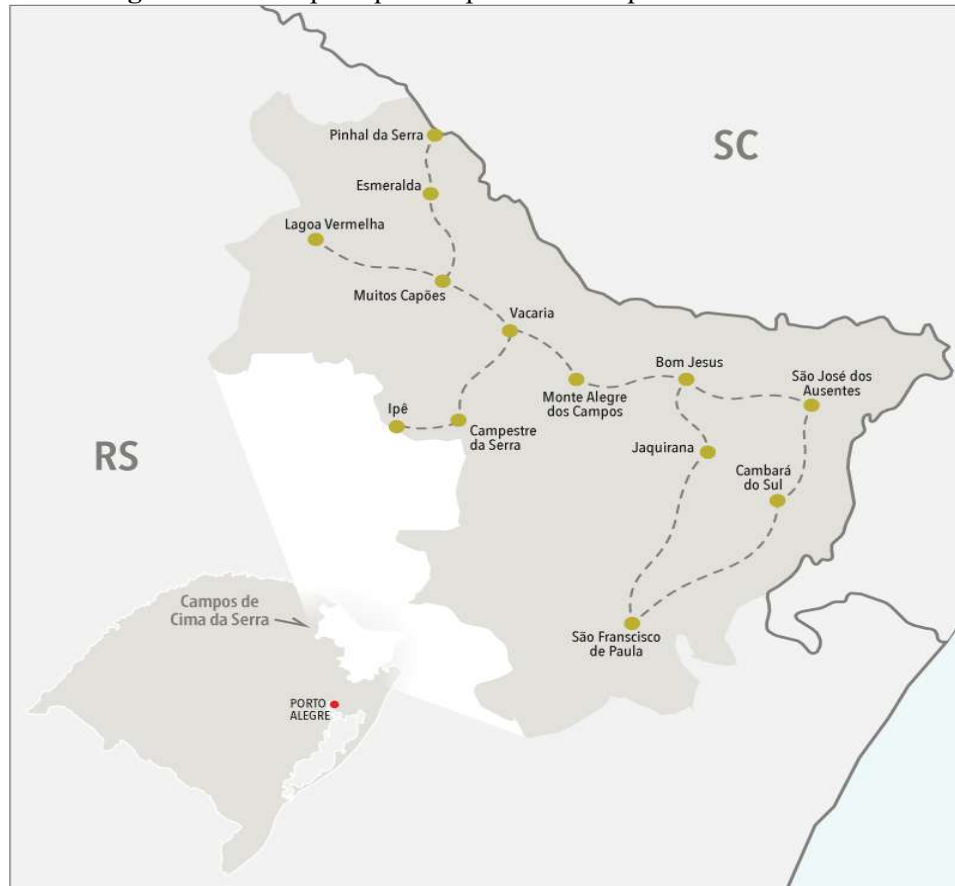 Pinhal da Serra
SC
Esmeralda
Lagoa Vermelha
Muitos Capões
Vacaria
Bom Jesus
São José dos
Ausentes
Monte Alegre
dos Campos
Ipê
Campestre
da Serra
RS
Jaquirana
Cambará
do Sul
Campos de
Cima da Serra
São Franscisco
de Paula
PORTO
ALEGRE